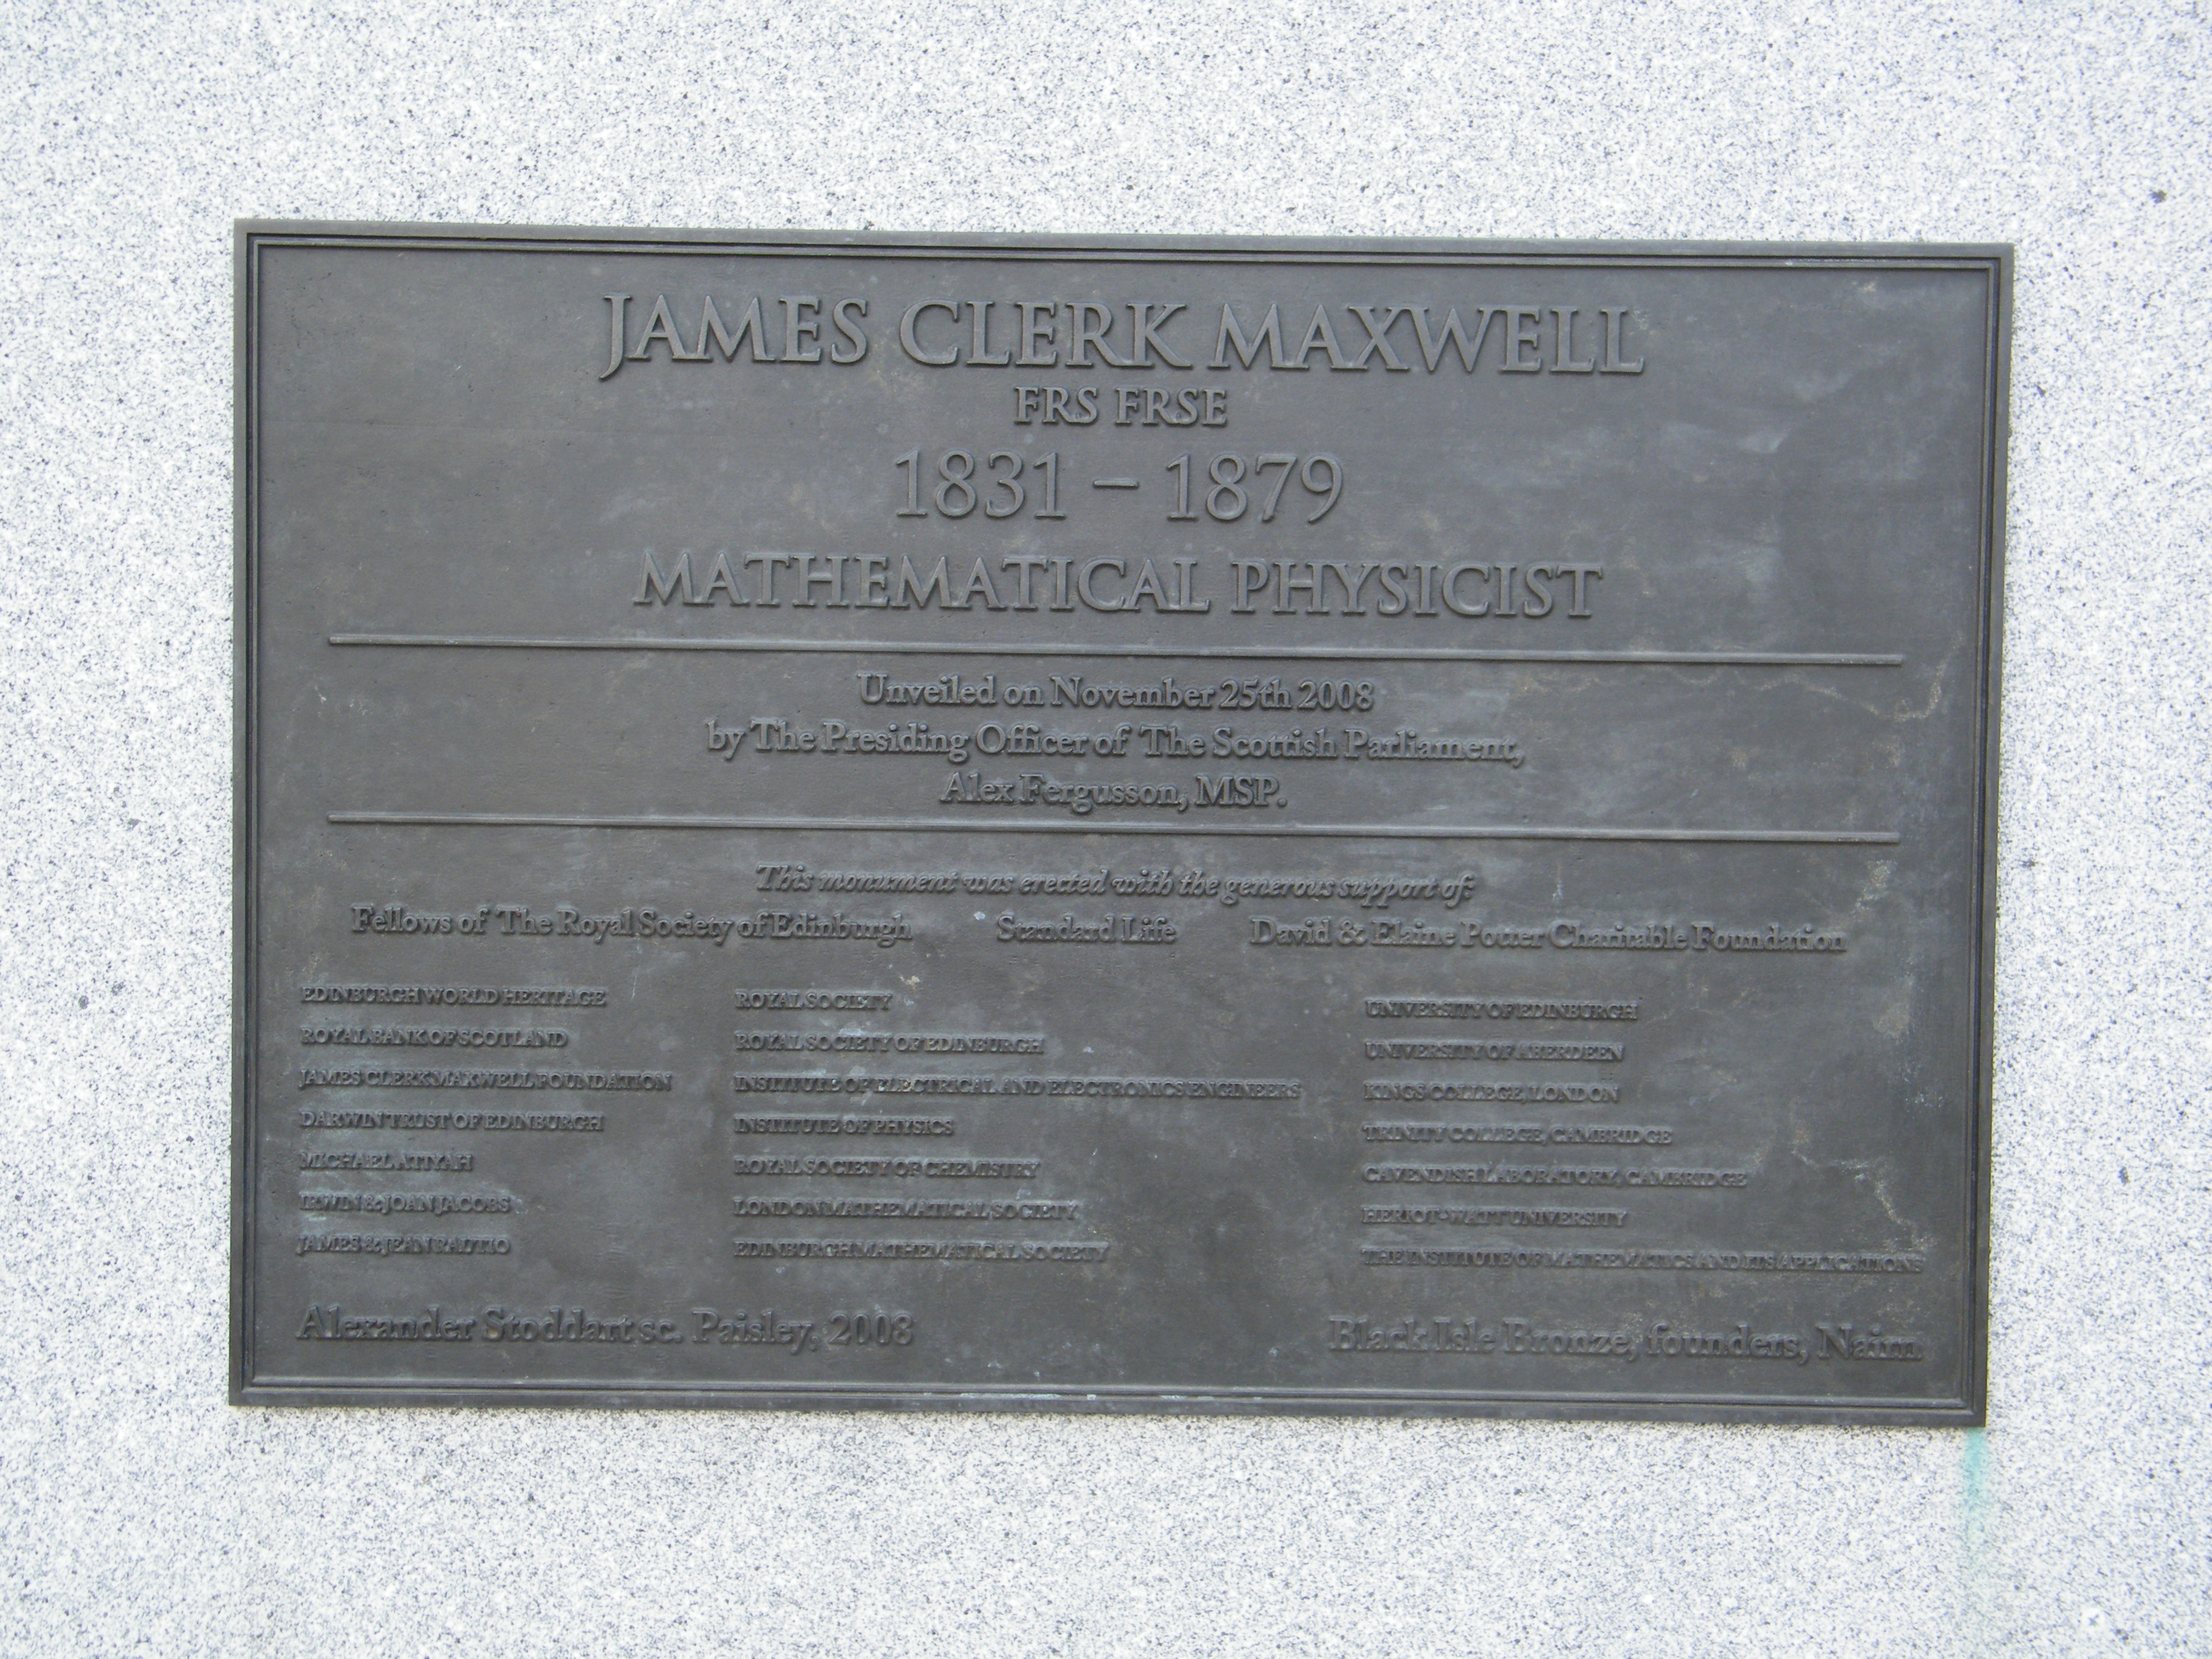 JAMES CLERK MAXWELL
FRS FRSE
1831 – 1879
MATHEMATICAL PHYSICIST
Unveiled on November 25th 2008
by The Presiding Officer of The Scottish Parliament,
Alex Fergusson, MSP.
This monument was erected with the generous support of:
Fellows of The Royal Society of Edinburgh Standard Life David & Elaine Potter Charitable Foundation
EDINBURGH WORLD HERITAGE
ROYAL BANK OF SCOTLAND
JAMES CLERK MAXWELL FOUNDATION
DARWIN TRUST OF EDINBURGH
MICHAEL ATIYAH
IRWIN & JOAN JACOBS
JAMES & JEAN RAUTIO
ROYAL SOCIETY
ROYAL SOCIETY OF EDINBURGH
INSTITUTE OF ELECTRICAL AND ELECTRONICS ENGINEERS
INSTITUTE OF PHYSICS
ROYAL SOCIETY OF CHEMISTRY
LONDON MATHEMATICAL SOCIETY
EDINBURGH MATHEMATICAL SOCIETY
UNIVERSITY OF EDINBURGH
UNIVERSITY OF ABERDEEN
KINGS COLLEGE, LONDON
TRINITY COLLEGE, CAMBRIDGE
CAVENDISH LABORATORY, CAMBRIDGE
HERIOT-WATT UNIVERSITY
THE INSTITUTE OF MATHEMATICS AND ITS APPLICATIONS
Alexander Stoddart sc. Paisley, 2008
Black Isle Bronze, founders, Nairn